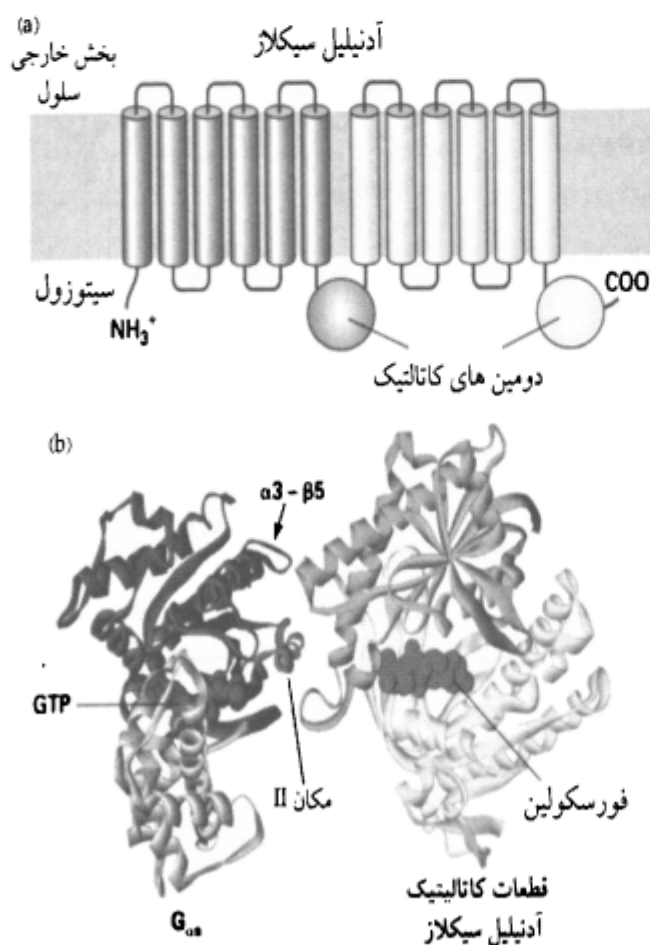 (a)
آدنیلیل سیکلاز
بخش خارجی
سلول
سیتوزول
NH₃⁺
COO
دومین های کاتالتیک
(b)
α3 - β5
GTP
مکان II
فورسکولین
Gαs
قطعات کاتالیتیک
آدنیلیل سیکلاز